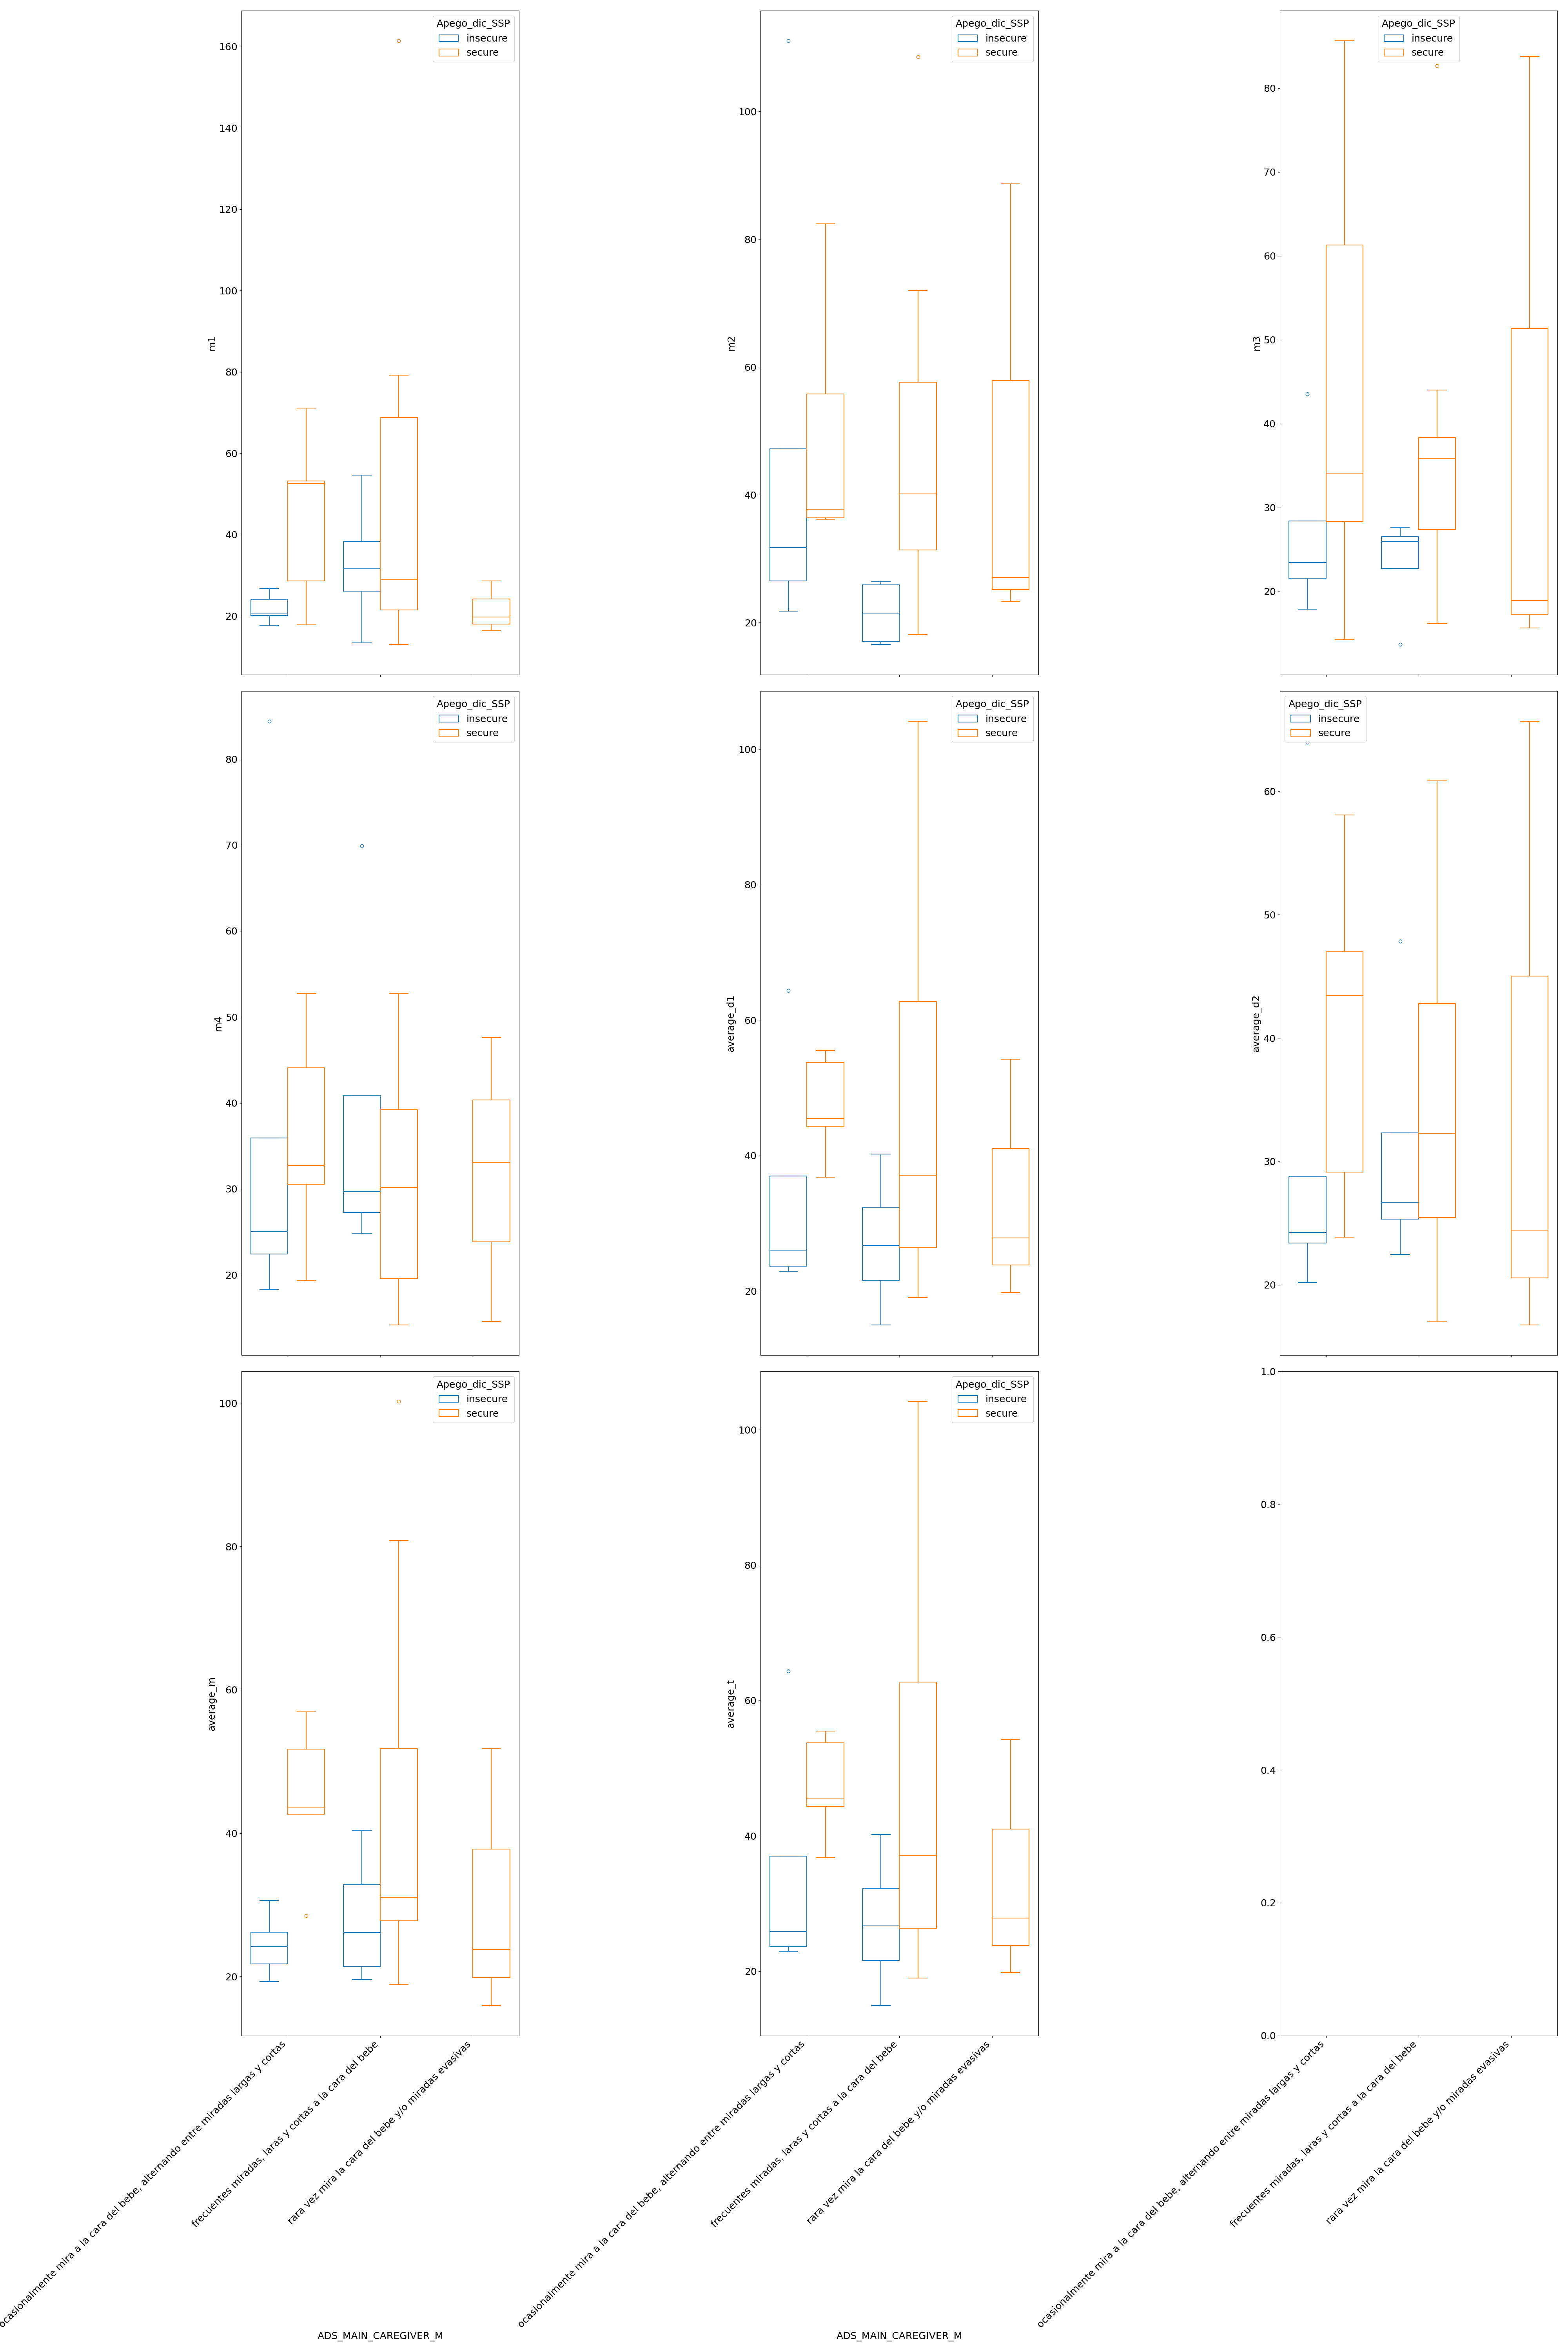 Apego_dic_SSP
insecure
secure
160
140
120
100
80
60
40
20
m1
Apego_dic_SSP
insecure
secure
100
80
60
40
20
m2
Apego_dic_SSP
insecure
secure
80
70
60
50
40
30
20
m3
Apego_dic_SSP
insecure
secure
80
70
60
50
40
30
20
m4
Apego_dic_SSP
insecure
secure
100
80
60
40
20
average_d1
Apego_dic_SSP
insecure
secure
60
50
40
30
20
average_d2
Apego_dic_SSP
insecure
secure
100
80
60
40
20
average_m
Apego_dic_SSP
insecure
secure
100
80
60
40
20
average_t
1.0
0.8
0.6
0.4
0.2
0.0
ocasionalmente mira a la cara del bebe, alternando entre miradas largas y cortas
frecuentes miradas, laras y cortas a la cara del bebe
rara vez mira la cara del bebe y/o miradas evasivas
ADS_MAIN_CAREGIVER_M
ocasionalmente mira a la cara del bebe, alternando entre miradas largas y cortas
frecuentes miradas, laras y cortas a la cara del bebe
rara vez mira la cara del bebe y/o miradas evasivas
ADS_MAIN_CAREGIVER_M
ocasionalmente mira a la cara del bebe, alternando entre miradas largas y cortas
frecuentes miradas, laras y cortas a la cara del bebe
rara vez mira la cara del bebe y/o miradas evasivas